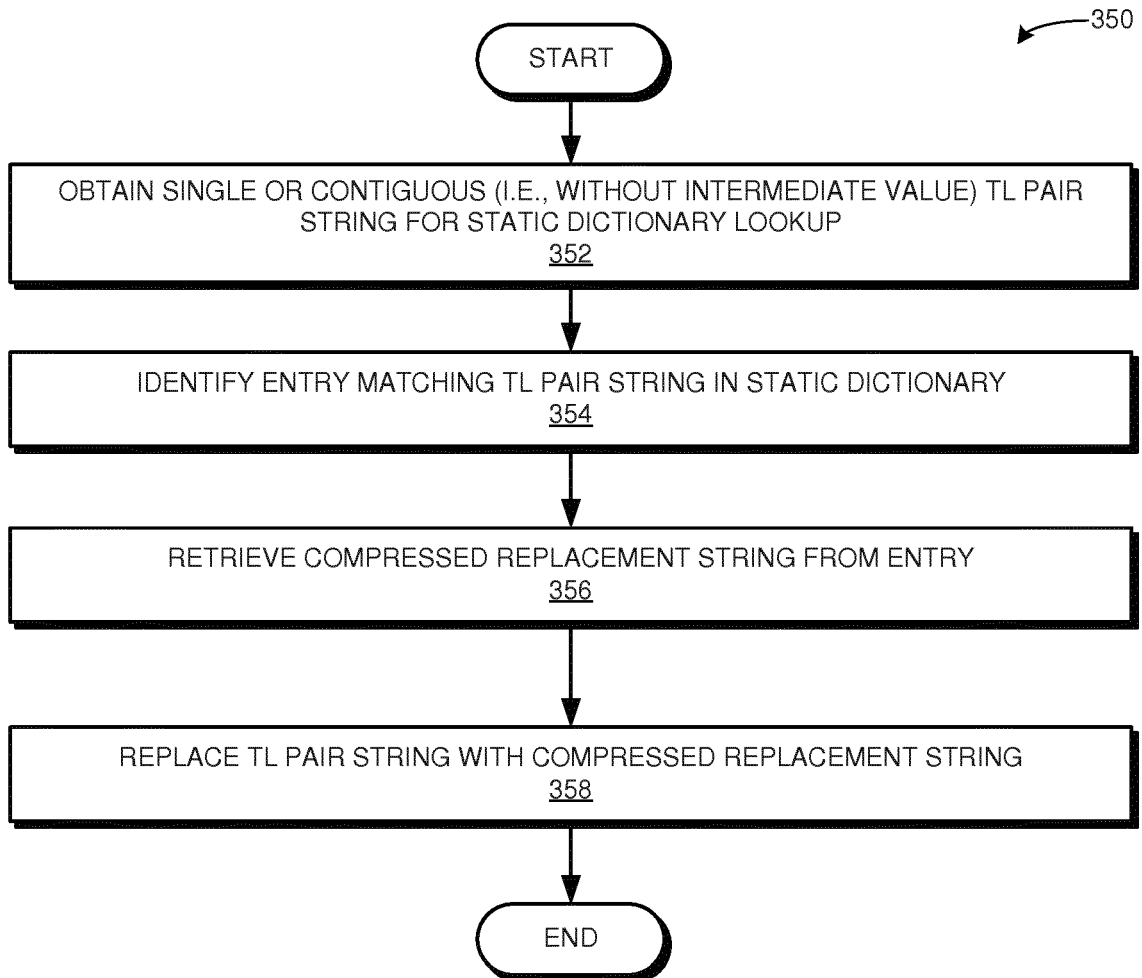 350
START
OBTAIN SINGLE OR CONTIGUOUS (I.E., WITHOUT INTERMEDIATE VALUE) TL PAIR
STRING FOR STATIC DICTIONARY LOOKUP
352
IDENTIFY ENTRY MATCHING TL PAIR STRING IN STATIC DICTIONARY
354
RETRIEVE COMPRESSED REPLACEMENT STRING FROM ENTRY
356
REPLACE TL PAIR STRING WITH COMPRESSED REPLACEMENT STRING
358
END